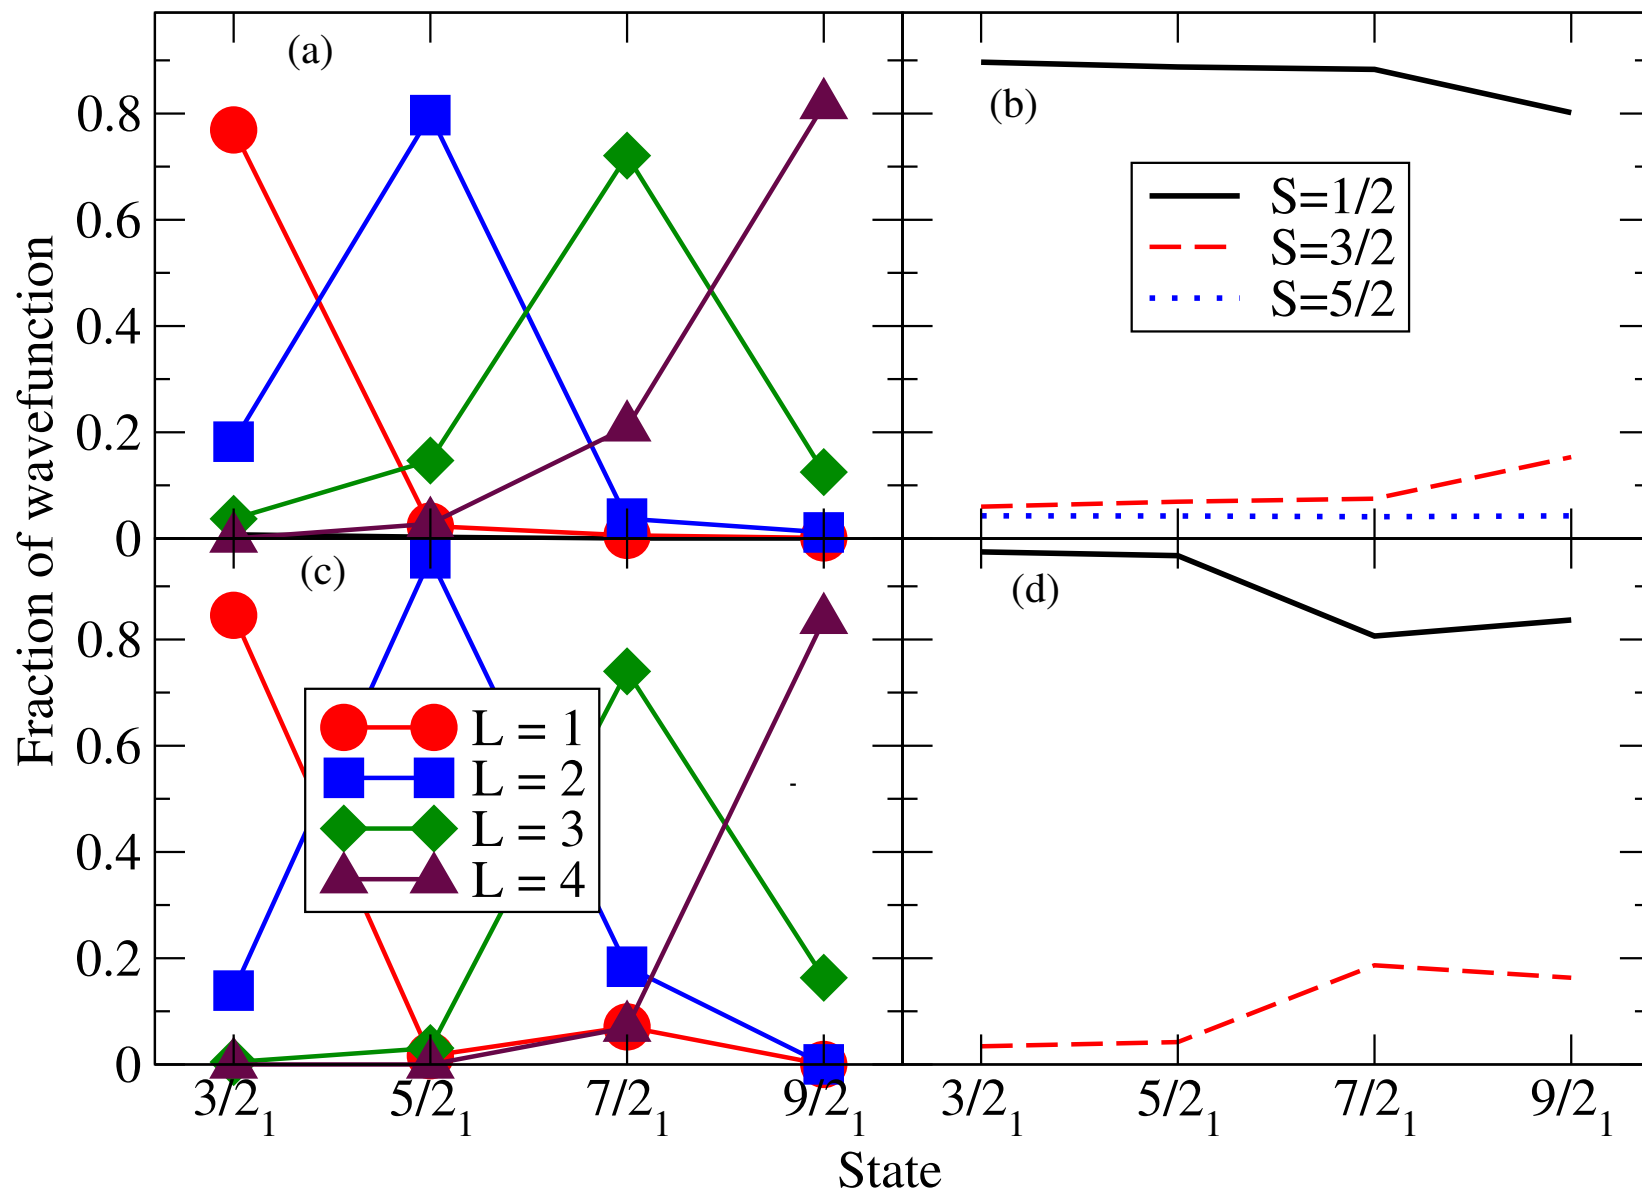 (a)
(b)
0.8
0.6
0.4
0.2
0
S=1/2
S=3/2
S=5/2
Fraction of wavefunction
(c)
(d)
0.8
0.6
0.4
0.2
0
L = 1
L = 2
L = 3
L = 4
3/2₁ 5/2₁ 7/2₁ 9/2₁ 3/2₁ 5/2₁ 7/2₁ 9/2₁
State